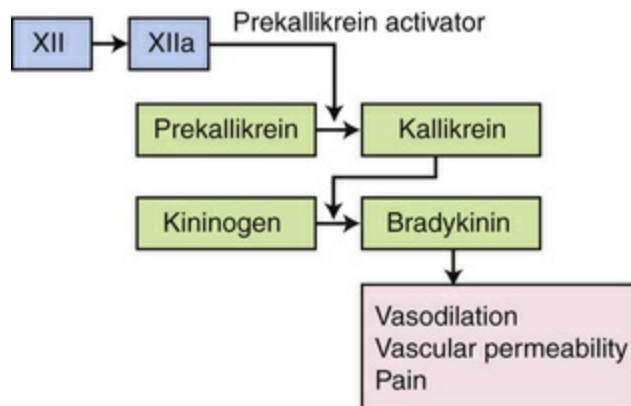 Prekallikrein activator
XII
XIIa
Prekallikrein
Kallikrein
Kininogen
Bradykinin
Vasodilation
Vascular permeability
Pain